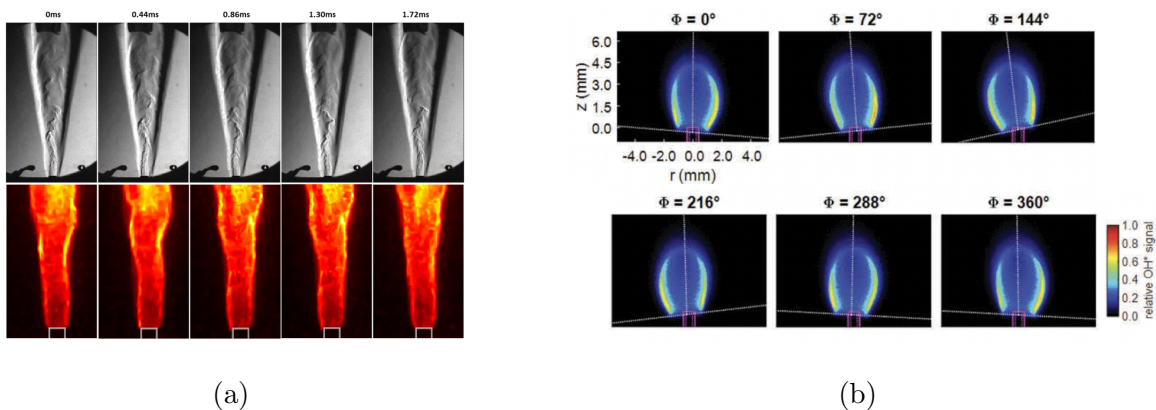 0ms 0.44ms 0.86ms 1.30ms 1.72ms
Φ = 0° Φ = 72° Φ = 144°
6.0
4.5
3.0
1.5
0.0
z (mm)
-5.4 -2.0 0.0 2.0 5.4
r (mm)
Φ = 216° Φ = 288° Φ = 360°
1.0
0.8
0.6
0.4
0.2
0.0
relative OH* signal
(a) (b)